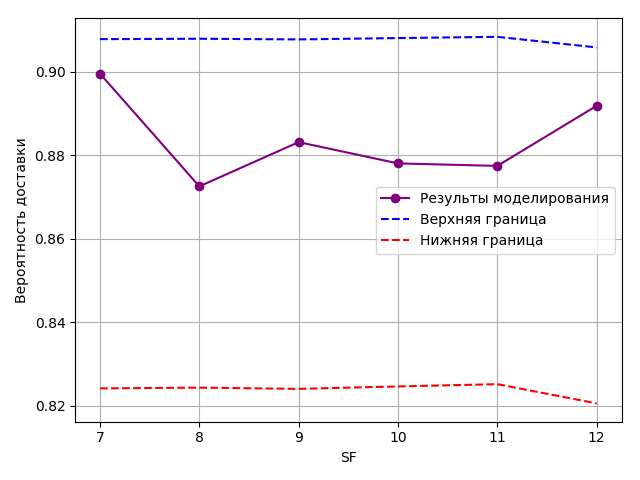 0.90
0.88
0.86
0.84
0.82
Вероятность доставки
Результы моделирования
Верхняя граница
Нижняя граница
7 8 9 10 11 12
SF